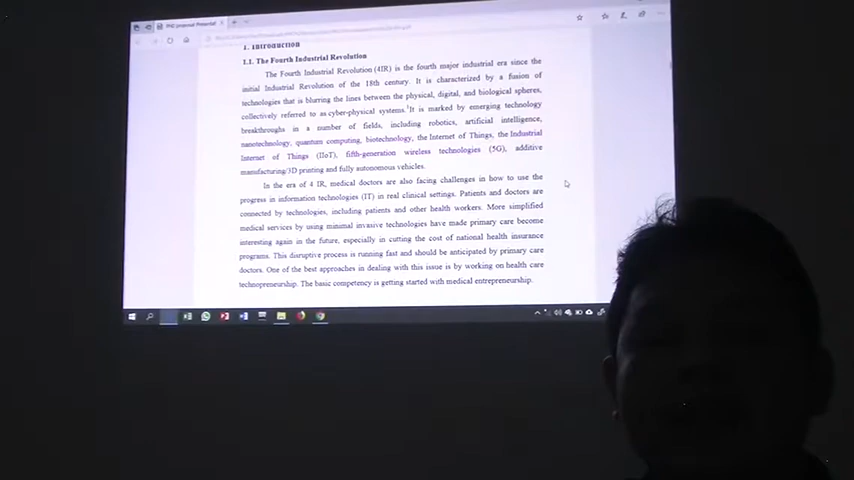 PHD proposal Potential
1. Introduction
1.1. The Fourth Industrial Revolution
The Fourth Industrial Revolution (4IR) is the fourth major industrial era since the
initial Industrial Revolution of the 18th century. It is characterized by a fusion of
technologies that is blurring the lines between the physical, digital, and biological spheres,
collectively referred to as cyber-physical systems.¹It is marked by emerging technology
breakthroughs in a number of fields, including robotics, artificial intelligence,
nanotechnology, quantum computing, biotechnology, the Internet of Things, the Industrial
Internet of Things (IIoT), fifth-generation wireless technologies (5G), additive
manufacturing/3D printing and fully autonomous vehicles.
In the era of 4 IR, medical doctors are also facing challenges in how to use the
progress in information technologies (IT) in real clinical settings. Patients and doctors are
connected by technologies, including patients and other health workers. More simplified
medical services by using minimal invasive technologies have made primary care become
interesting again in the future, especially in cutting the cost of national health insurance
programs. This disruptive process is running fast and should be anticipated by primary care
doctors. One of the best approaches in dealing with this issue is by working on health care
technopreneurship. The basic competency is getting started with medical entrepreneurship.